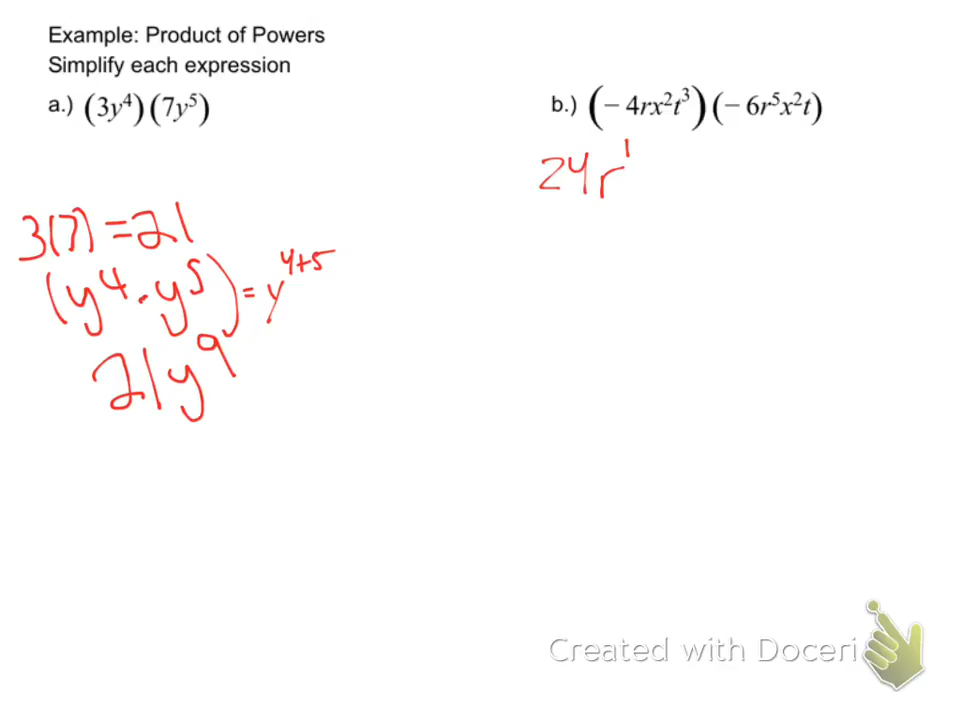 Example: Product of Powers
Simplify each expression
a.) (3y⁴)(7y⁵)
b.) (− 4rx²t³)(− 6r⁵x²t)
24r¹
3(7) = 21
(y⁴ · y⁵) = y⁴⁺⁵
21y⁹
Created with Doceri